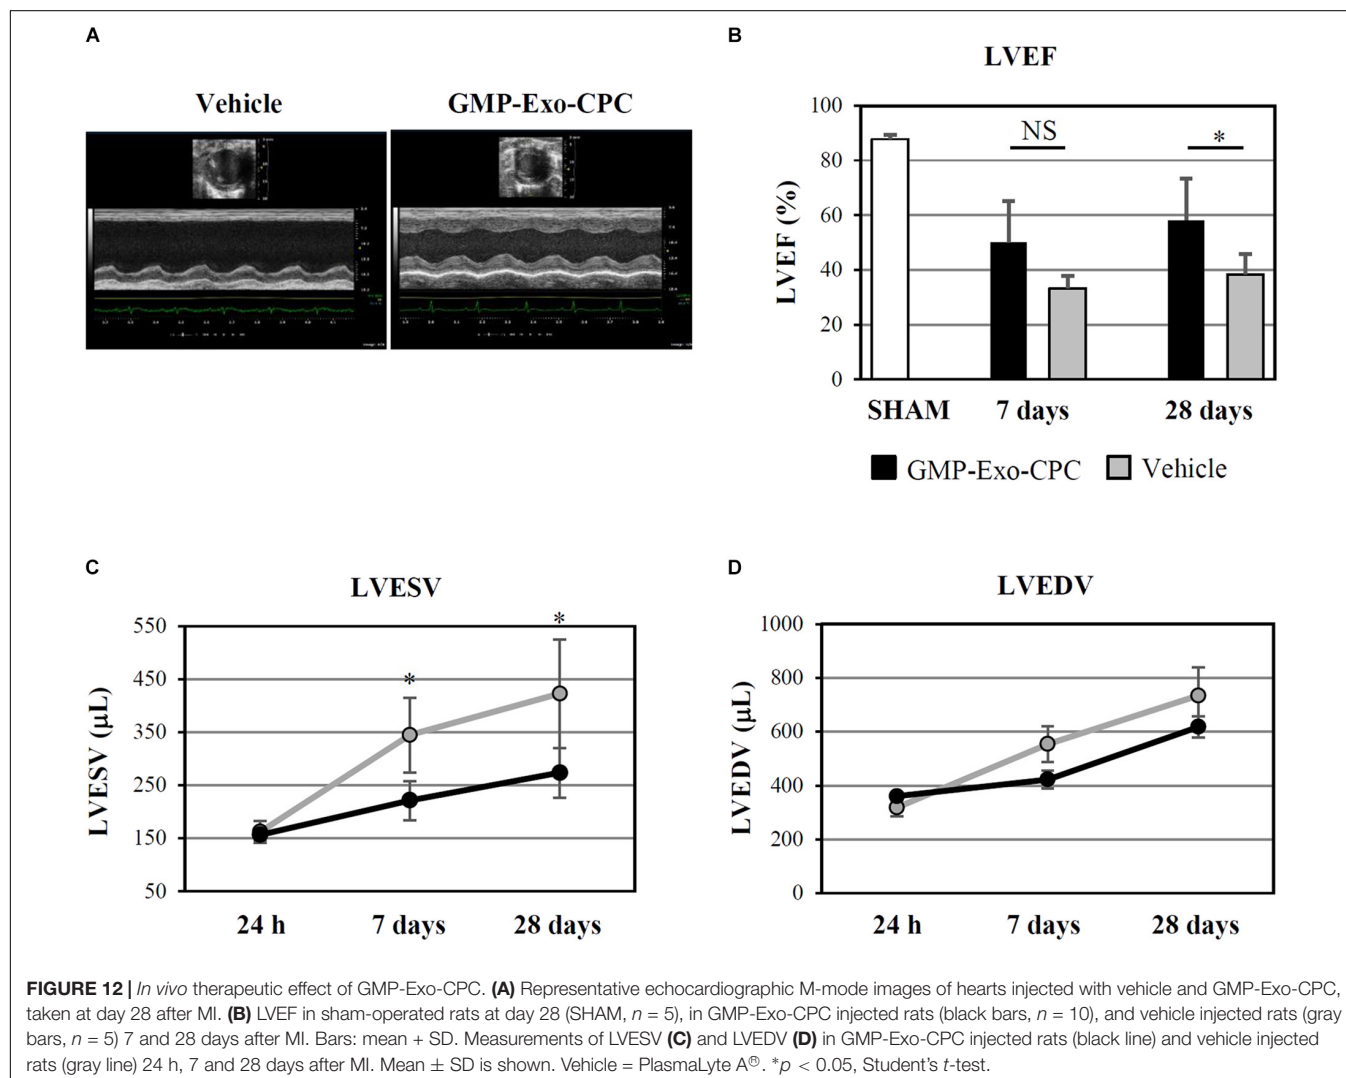 A
Vehicle
GMP-Exo-CPC
B
LVEF
LVEF (%)
100
80
60
40
20
0
NS
*
SHAM
7 days
28 days
GMP-Exo-CPC
Vehicle
C
LVESV
LVESV (µL)
550
450
350
250
150
50
*
*
24 h
7 days
28 days
D
LVEDV
LVEDV (µL)
1000
800
600
400
200
0
24 h
7 days
28 days
FIGURE 12 | In vivo therapeutic effect of GMP-Exo-CPC. (A) Representative echocardiographic M-mode images of hearts injected with vehicle and GMP-Exo-CPC,
taken at day 28 after MI. (B) LVEF in sham-operated rats at day 28 (SHAM, n = 5), in GMP-Exo-CPC injected rats (black bars, n = 10), and vehicle injected rats (gray
bars, n = 5) 7 and 28 days after MI. Bars: mean + SD. Measurements of LVESV (C) and LVEDV (D) in GMP-Exo-CPC injected rats (black line) and vehicle injected
rats (gray line) 24 h, 7 and 28 days after MI. Mean ± SD is shown. Vehicle = PlasmaLyte A®. *p < 0.05, Student's t-test.